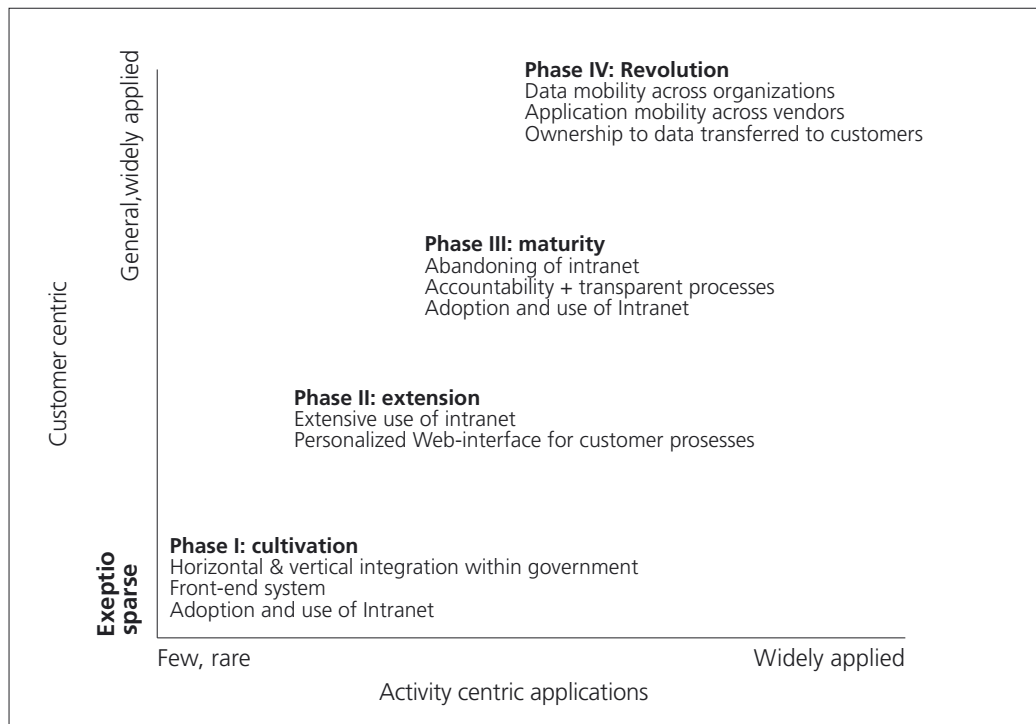 Phase IV: Revolution
Data mobility across organizations
Application mobility across vendors
Ownership to data transferred to customers
General,widely applied
Phase III: maturity
Abandoning of intranet
Accountability + transparent processes
Adoption and use of Intranet
Customer centric
Phase II: extension
Extensive use of intranet
Personalized Web-interface for customer prosesses
Exeptio
sparse
Phase I: cultivation
Horizontal & vertical integration within government
Front-end system
Adoption and use of Intranet
Few, rare
Widely applied
Activity centric applications